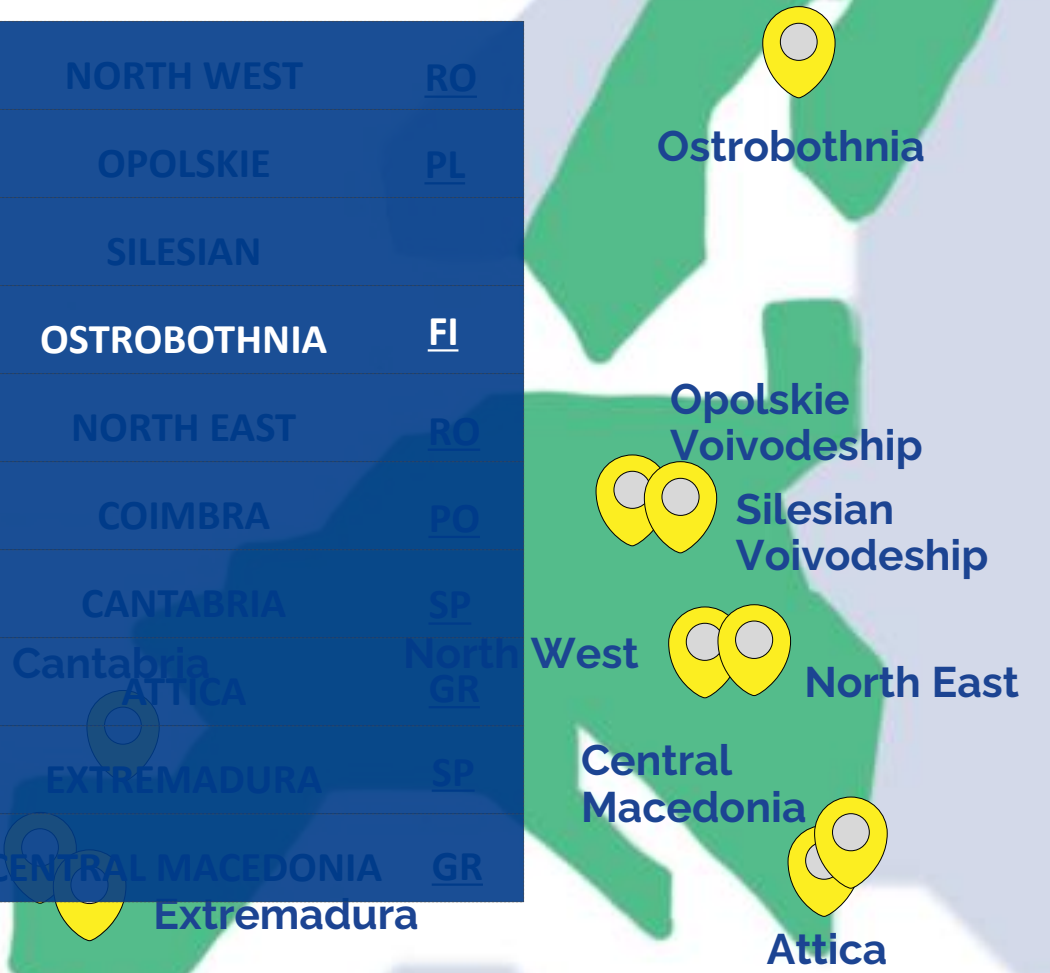 NORTH WEST RO
OPOLSKIE PL
SILESIAN
OSTROBOTHNIA FI
NORTH EAST RO
COIMBRA PO
CANTABRIA SP
ATTICA GR
EXTREMADURA SP
CENTRAL MACEDONIA GR
Ostrobothnia
Opolskie
Voivodeship
Silesian
Voivodeship
North West
North East
Cantabria
Central
Macedonia
Extremadura
Attica